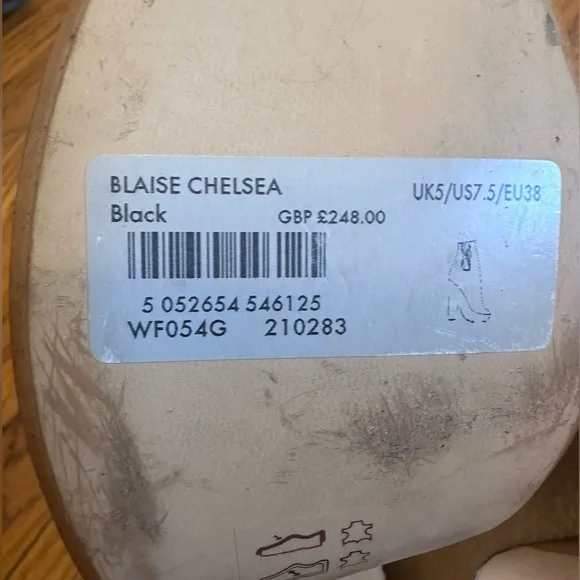 BLAISE CHELSEA UK5/US7.5/EU38
Black GBP £248.00
5 052654 546125
WF054G 210283